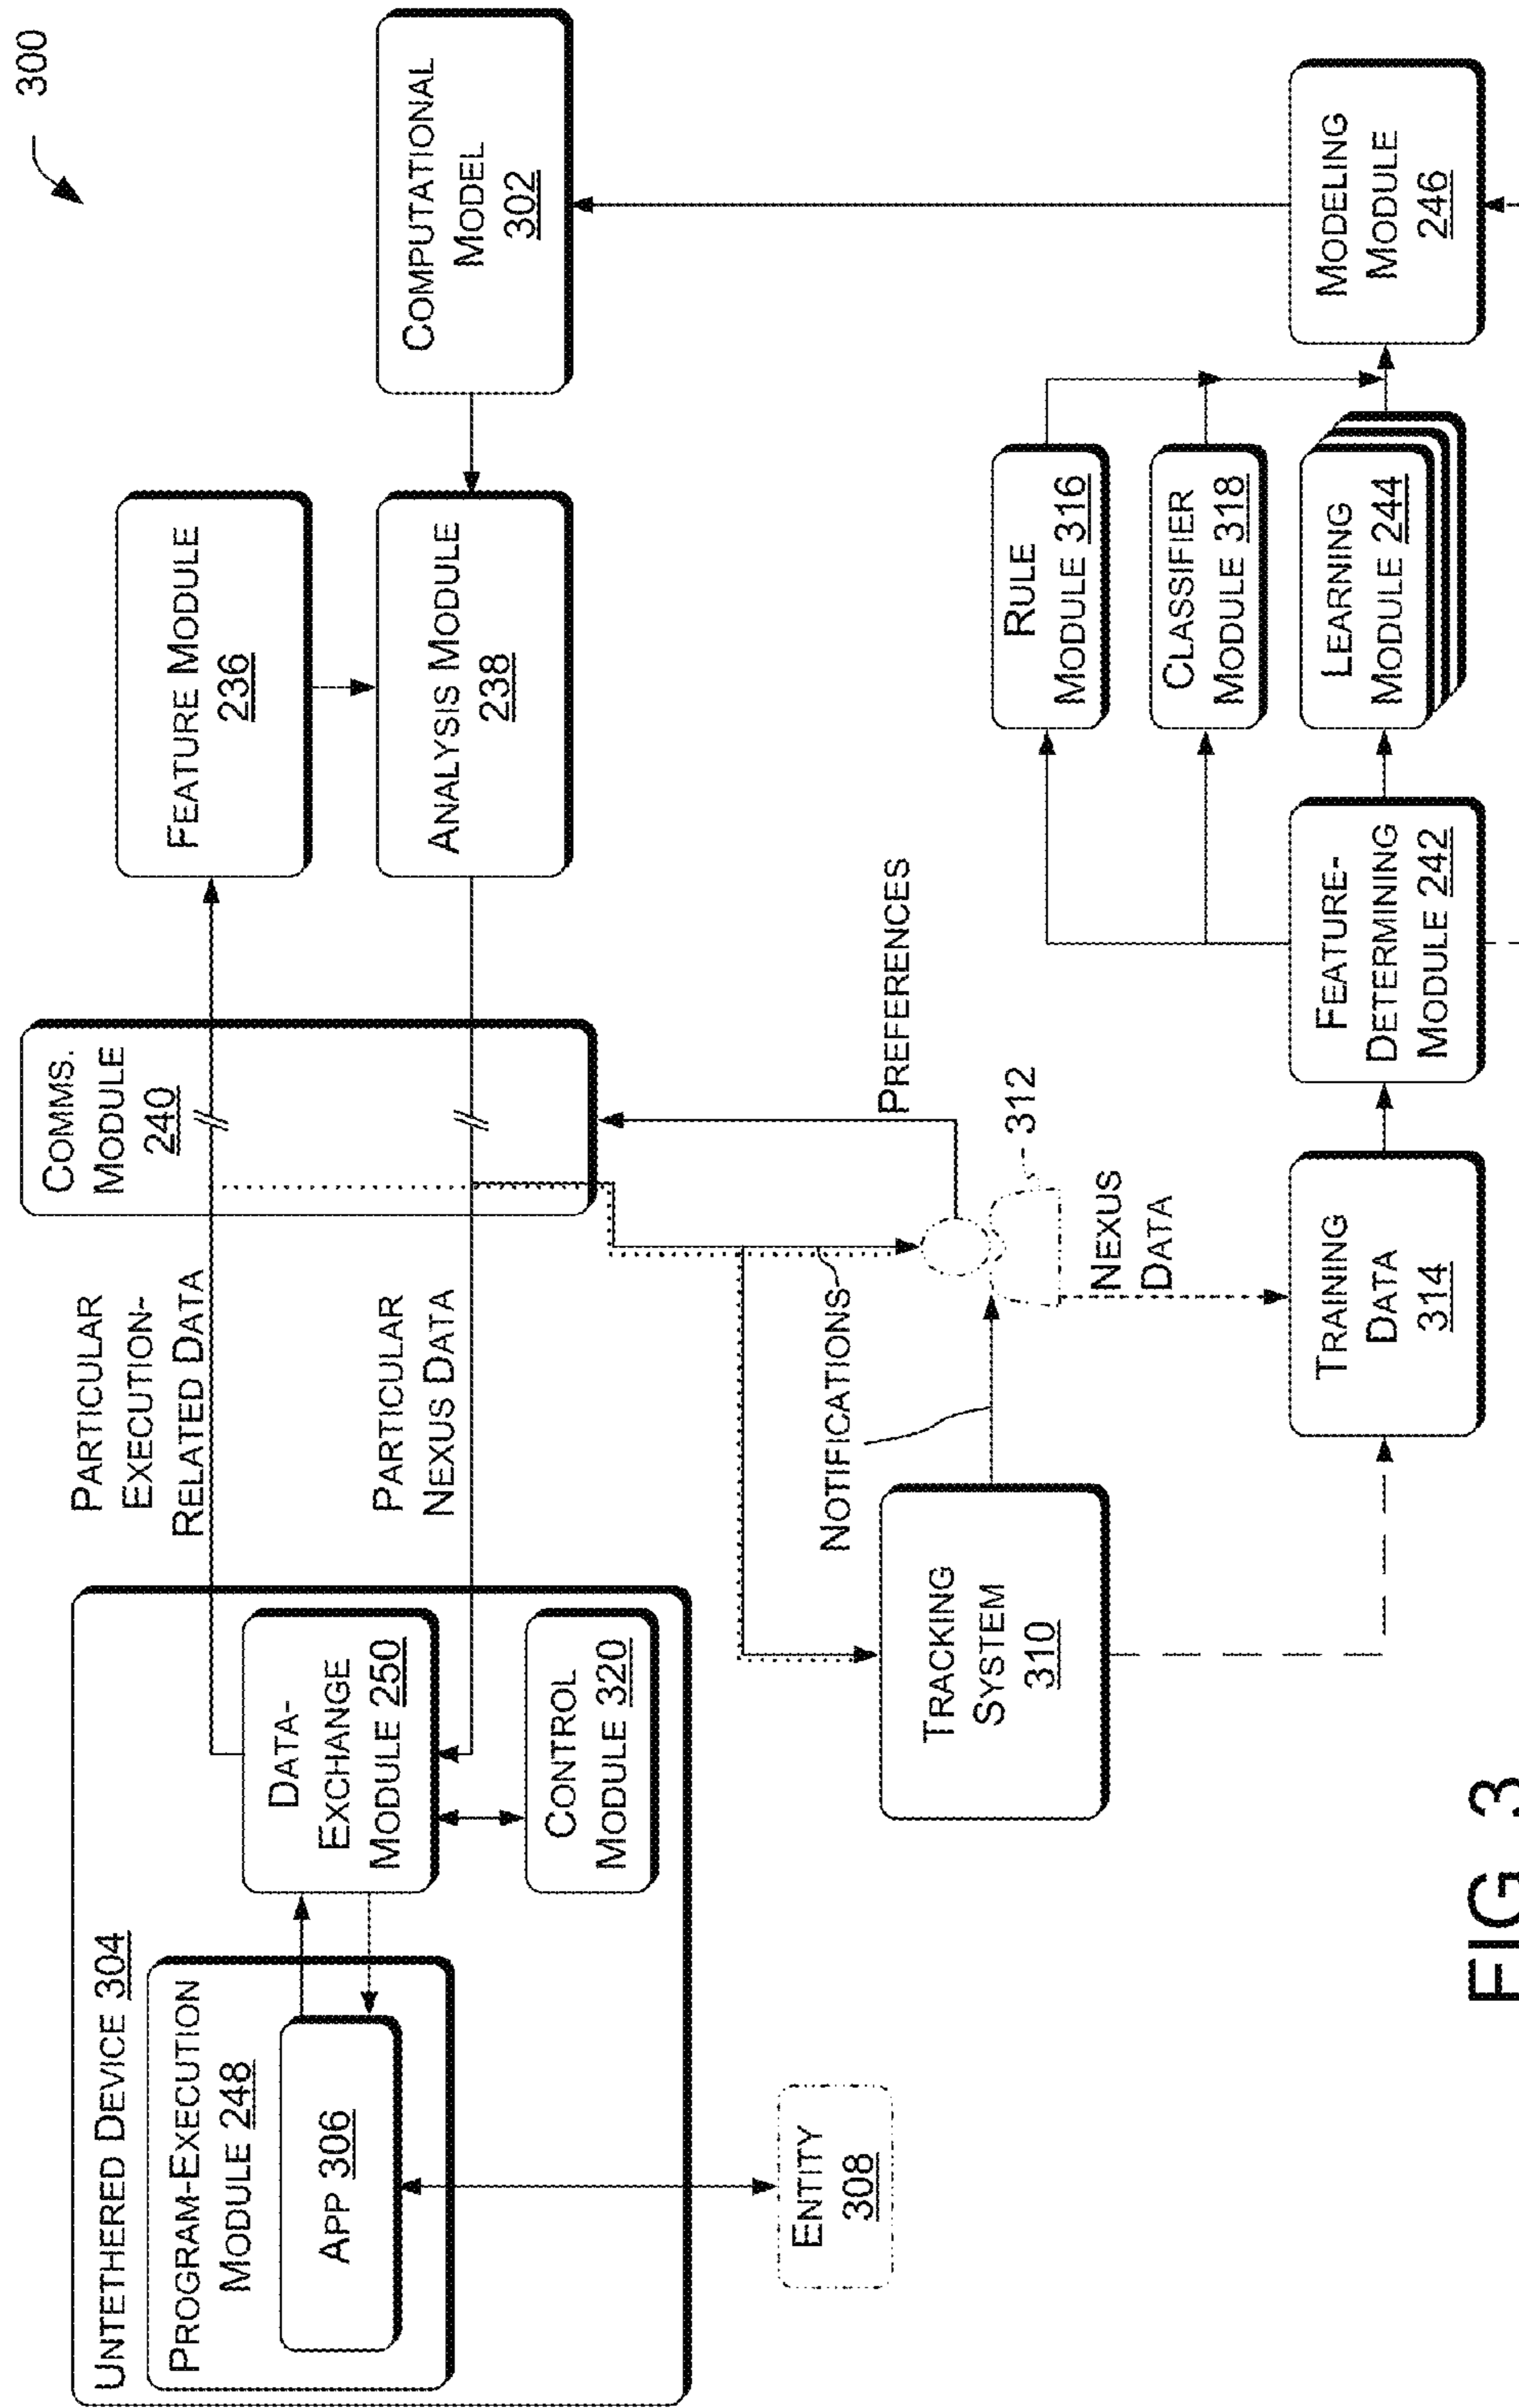 300
UNTETHERED DEVICE 304
PROGRAM-EXECUTION
MODULE 248
APP 306
DATA-
EXCHANGE
MODULE 250
CONTROL
MODULE 320
ENTITY
308
PARTICULAR
EXECUTION-
RELATED DATA
PARTICULAR
NEXUS DATA
COMMS.
MODULE
240
FEATURE MODULE
236
ANALYSIS MODULE
238
COMPUTATIONAL
MODEL
302
NOTIFICATIONS
PREFERENCES
312
NEXUS
DATA
TRACKING
SYSTEM
310
TRAINING
DATA
314
FEATURE-
DETERMINING
MODULE 242
RULE
MODULE 316
CLASSIFIER
MODULE 318
LEARNING
MODULE 244
MODELING
MODULE
246
FIG. 3